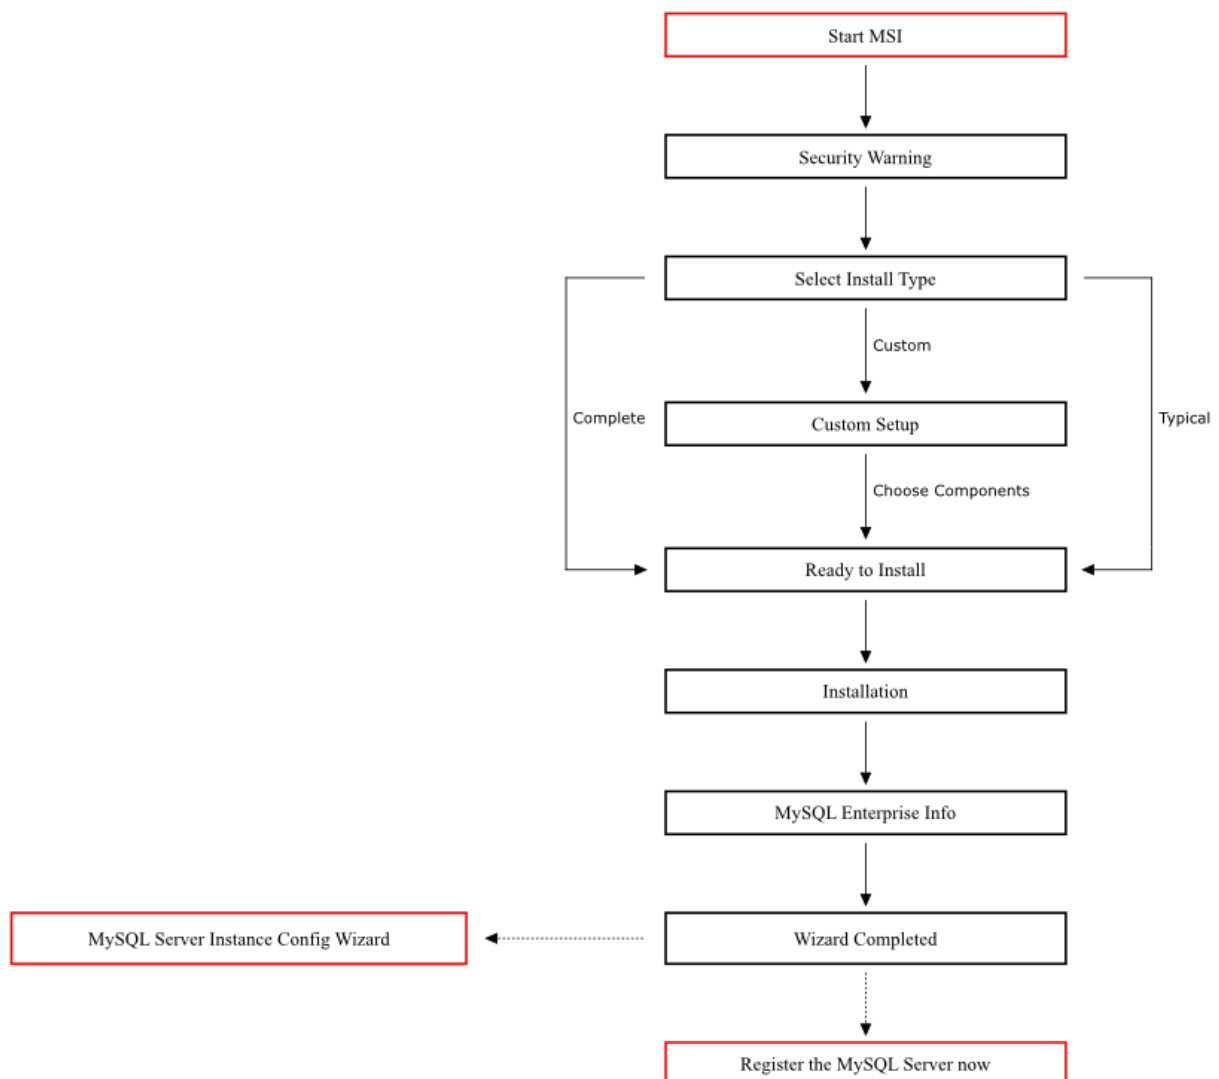 Start MSI
Security Warning
Select Install Type
Custom
Complete
Custom Setup
Typical
Choose Components
Ready to Install
Installation
MySQL Enterprise Info
MySQL Server Instance Config Wizard
Wizard Completed
Register the MySQL Server now